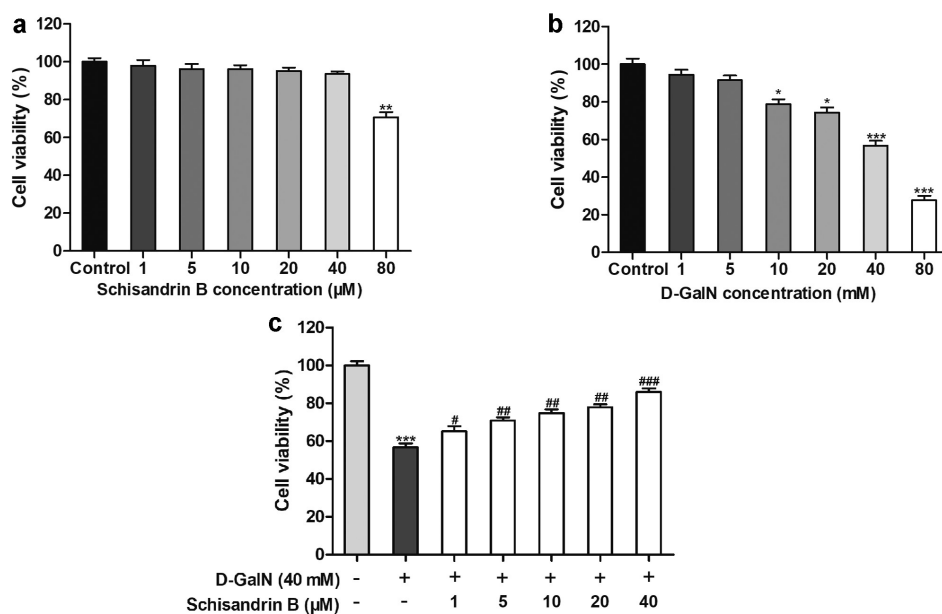 a
120
100
80
60
40
20
0
Cell viability (%)
**
Control 1 5 10 20 40 80
Schisandrin B concentration (µM)
b
120
100
80
60
40
20
0
Cell viability (%)
* * *** ***
Control 1 5 10 20 40 80
D-GalN concentration (mM)
c
120
100
80
60
40
20
0
Cell viability (%)
*** # ## ## ## ###
D-GalN (40 mM) - + + + + + +
Schisandrin B (µM) - - 1 5 10 20 40